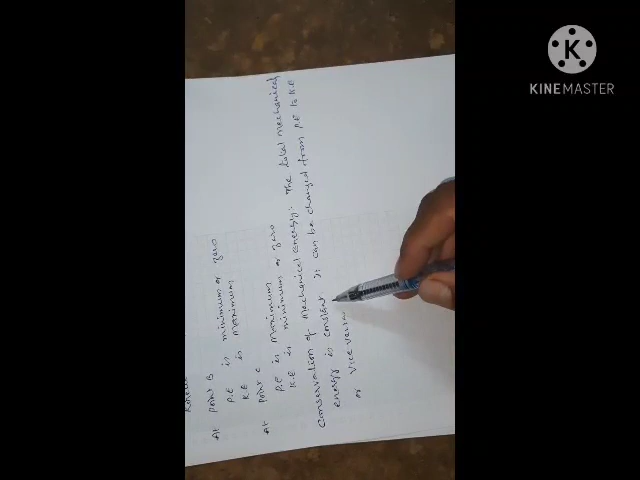 At point B
P.E is minimum or zero
K.E is maximum
At point C
P.E is maximum
K.E is minimum or zero
Conservation of Mechanical energy:- The total mechanical
energy is constant. It can be changed from P.E to K.E
or vice versa
KINEMASTER